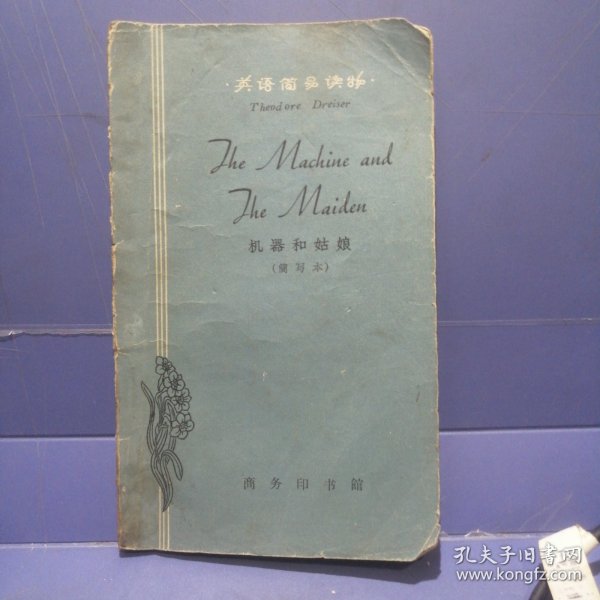 ·英语简易读物·
Theodore Dreiser
The Machine and
The Maiden
机器和姑娘
(简写本)
商务印书館
孔夫子旧书网
www.kongfz.com